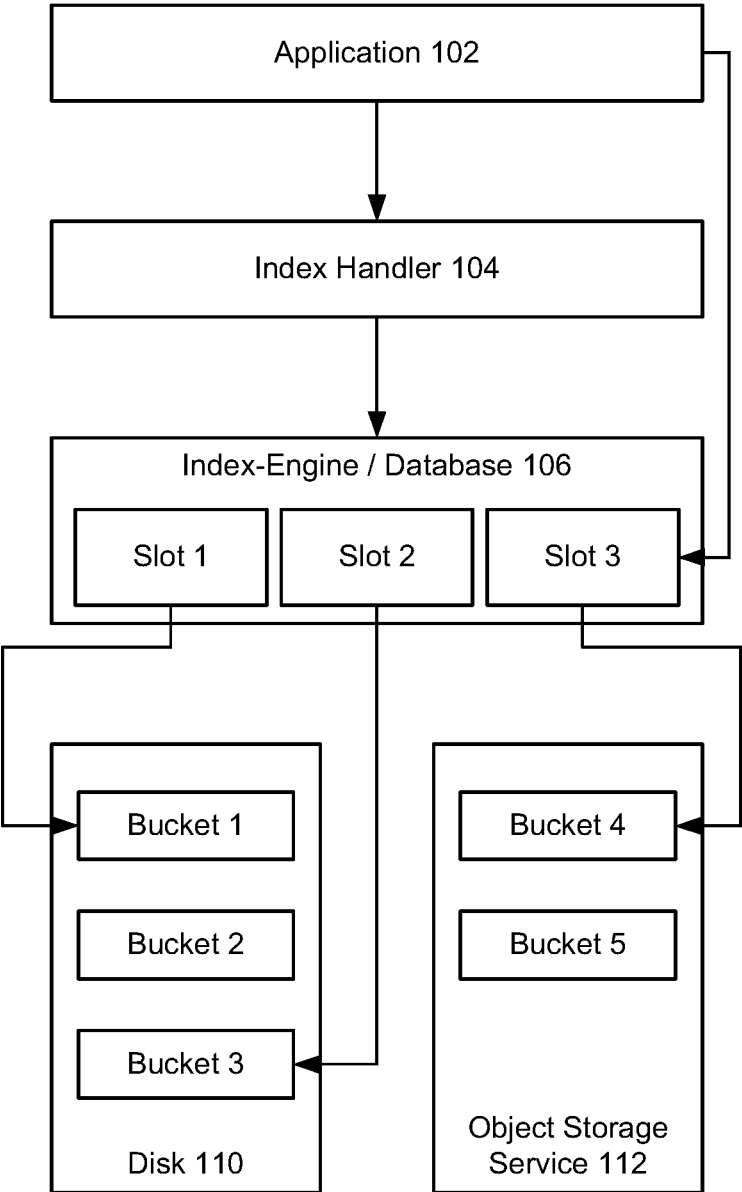 Application 102
Index Handler 104
Index-Engine / Database 106
Slot 1
Slot 2
Slot 3
Bucket 1
Bucket 2
Bucket 3
Disk 110
Bucket 4
Bucket 5
Object Storage
Service 112